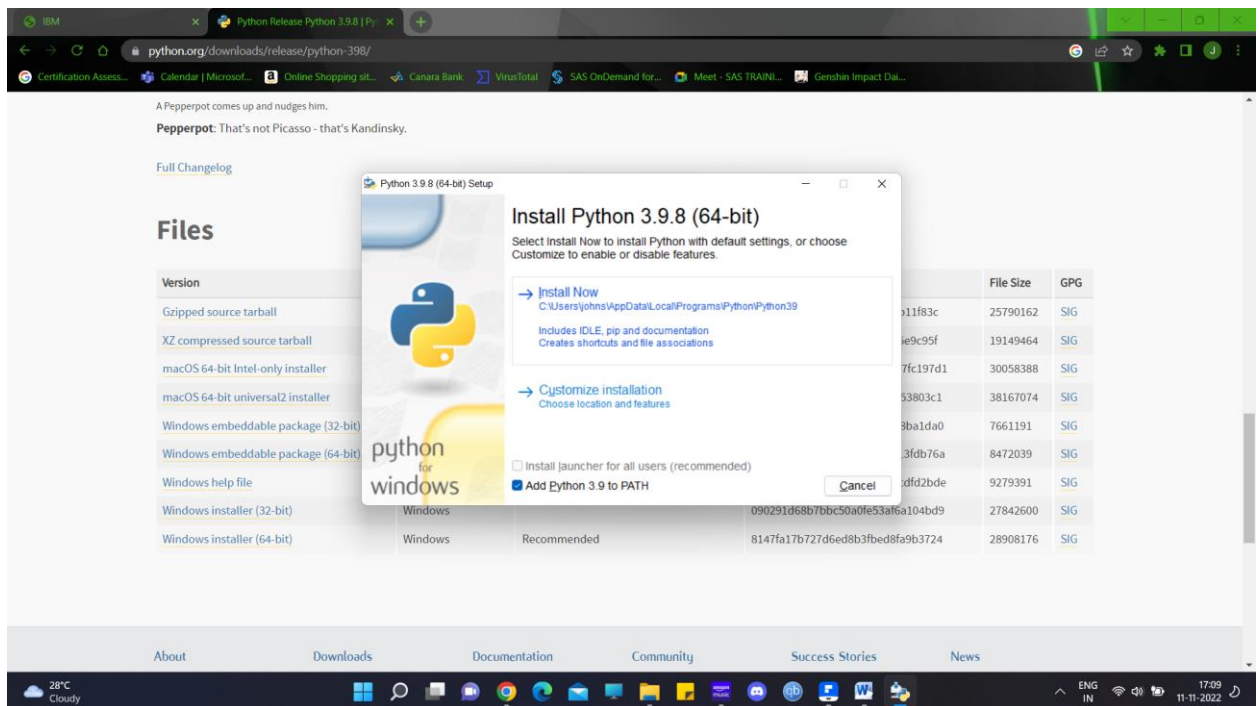 IBM
Python Release Python 3.9.8 | Py
python.org/downloads/release/python-398/
Certification Assess... Calendar | Microsof... Online Shopping sit... Canara Bank VirusTotal SAS OnDemand for... Meet - SAS TRAINI... Genshin Impact Dai...
A Pepperpot comes up and nudges him.
Pepperpot: That's not Picasso - that's Kandinsky.
Full Changelog
Python 3.9.8 (64-bit) Setup
Install Python 3.9.8 (64-bit)
Select Install Now to install Python with default settings, or choose
Customize to enable or disable features.
Install Now
C:\Users\johns\AppData\Local\Programs\Python\Python39
Includes IDLE, pip and documentation
Creates shortcuts and file associations
Customize installation
Choose location and features
Install launcher for all users (recommended)
Add Python 3.9 to PATH
Cancel
python
for
windows
Files
Version File Size GPG
Gzipped source tarball 25790162 SIG
XZ compressed source tarball 19149464 SIG
macOS 64-bit Intel-only installer 7fc197d1 30058388 SIG
macOS 64-bit universal2 installer 53803c1 38167074 SIG
Windows embeddable package (32-bit) 7661191 SIG
Windows embeddable package (64-bit) 8472039 SIG
Windows help file 9279391 SIG
Windows installer (32-bit) Windows 090291d68b7bbc50a0fe53af6a104bd9 27842600 SIG
Windows installer (64-bit) Windows Recommended 8147fa17b727d6ed8b3fbed8fa9b3724 28908176 SIG
About Downloads Documentation Community Success Stories News
28°C
Cloudy
ENG
IN
17:09
11-11-2022